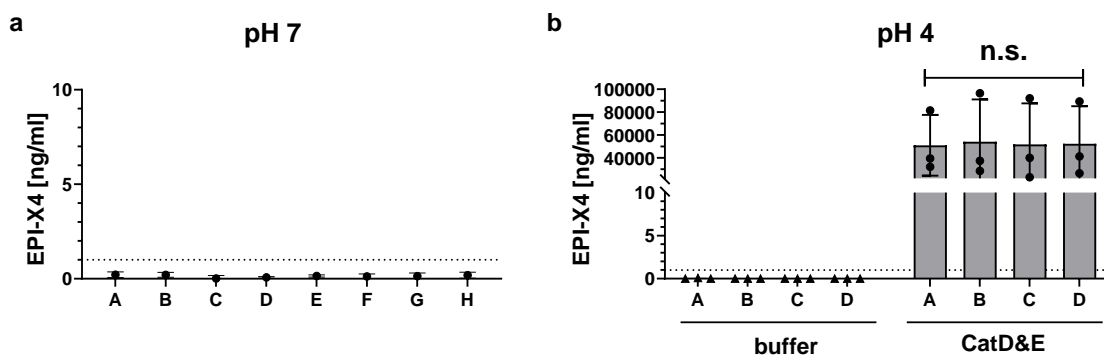 a
pH 7
EPI-X4 [ng/ml]
10
5
0
A B C D E F G H
b
pH 4
n.s.
EPI-X4 [ng/ml]
100000
80000
60000
40000
10
5
0
A B C D A B C D
buffer CatD&E